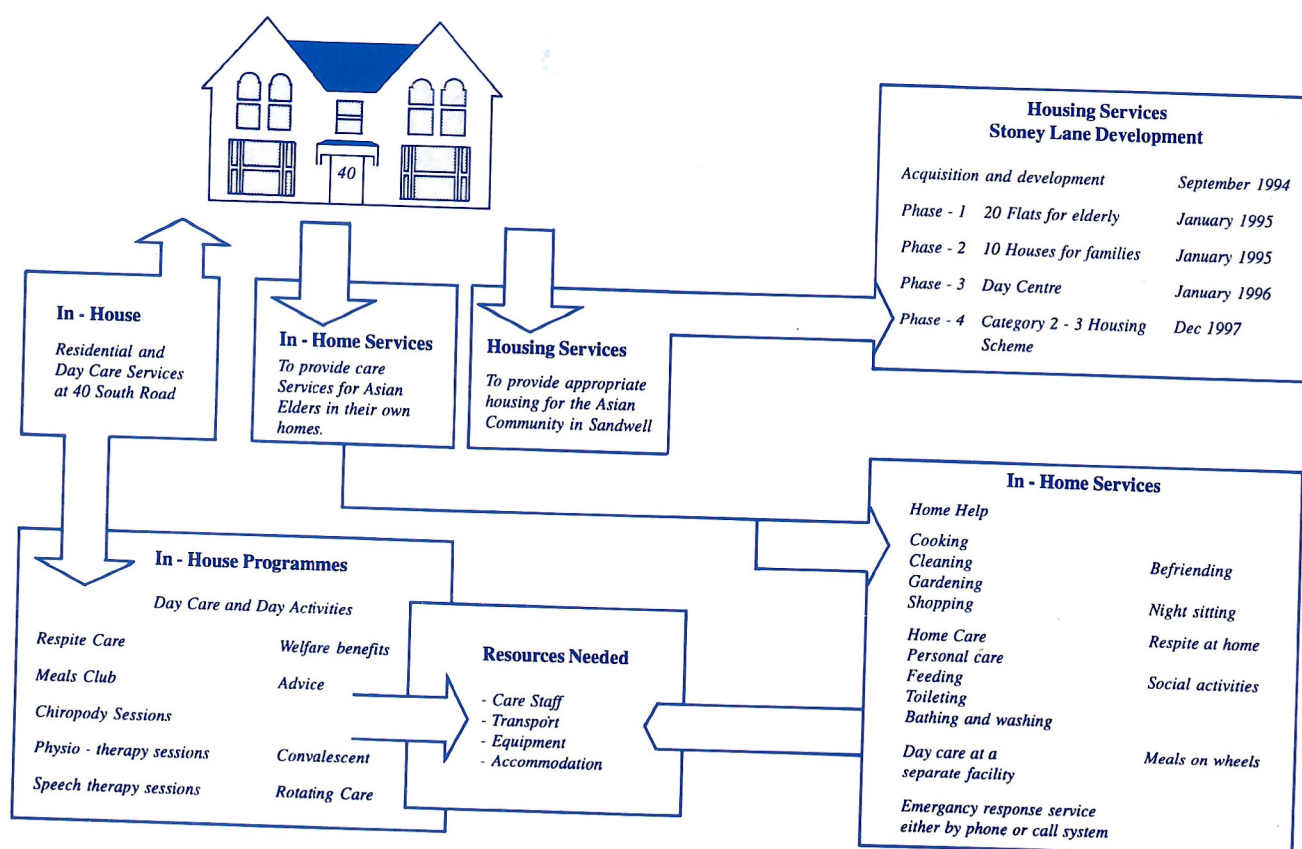 40
Housing Services
Stoney Lane Development
Acquisition and development September 1994
Phase - 1 20 Flats for elderly January 1995
Phase - 2 10 Houses for families January 1995
Phase - 3 Day Centre January 1996
Phase - 4 Category 2 - 3 Housing Dec 1997
Scheme
In - House
Residential and
Day Care Services
at 40 South Road
In - Home Services
To provide care
Services for Asian
Elders in their own
homes.
Housing Services
To provide appropriate
housing for the Asian
Community in Sandwell
In - House Programmes
Day Care and Day Activities
Respite Care Welfare benefits
Meals Club Advice
Chiropody Sessions
Physio - therapy sessions Convalescent
Speech therapy sessions Rotating Care
Resources Needed
- Care Staff
- Transport
- Equipment
- Accommodation
In - Home Services
Home Help
Cooking
Cleaning
Gardening
Shopping
Home Care
Personal care
Feeding
Toileting
Bathing and washing
Day care at a
separate facility
Emergancy response service
either by phone or call system
Befriending
Night sitting
Respite at home
Social activities
Meals on wheels